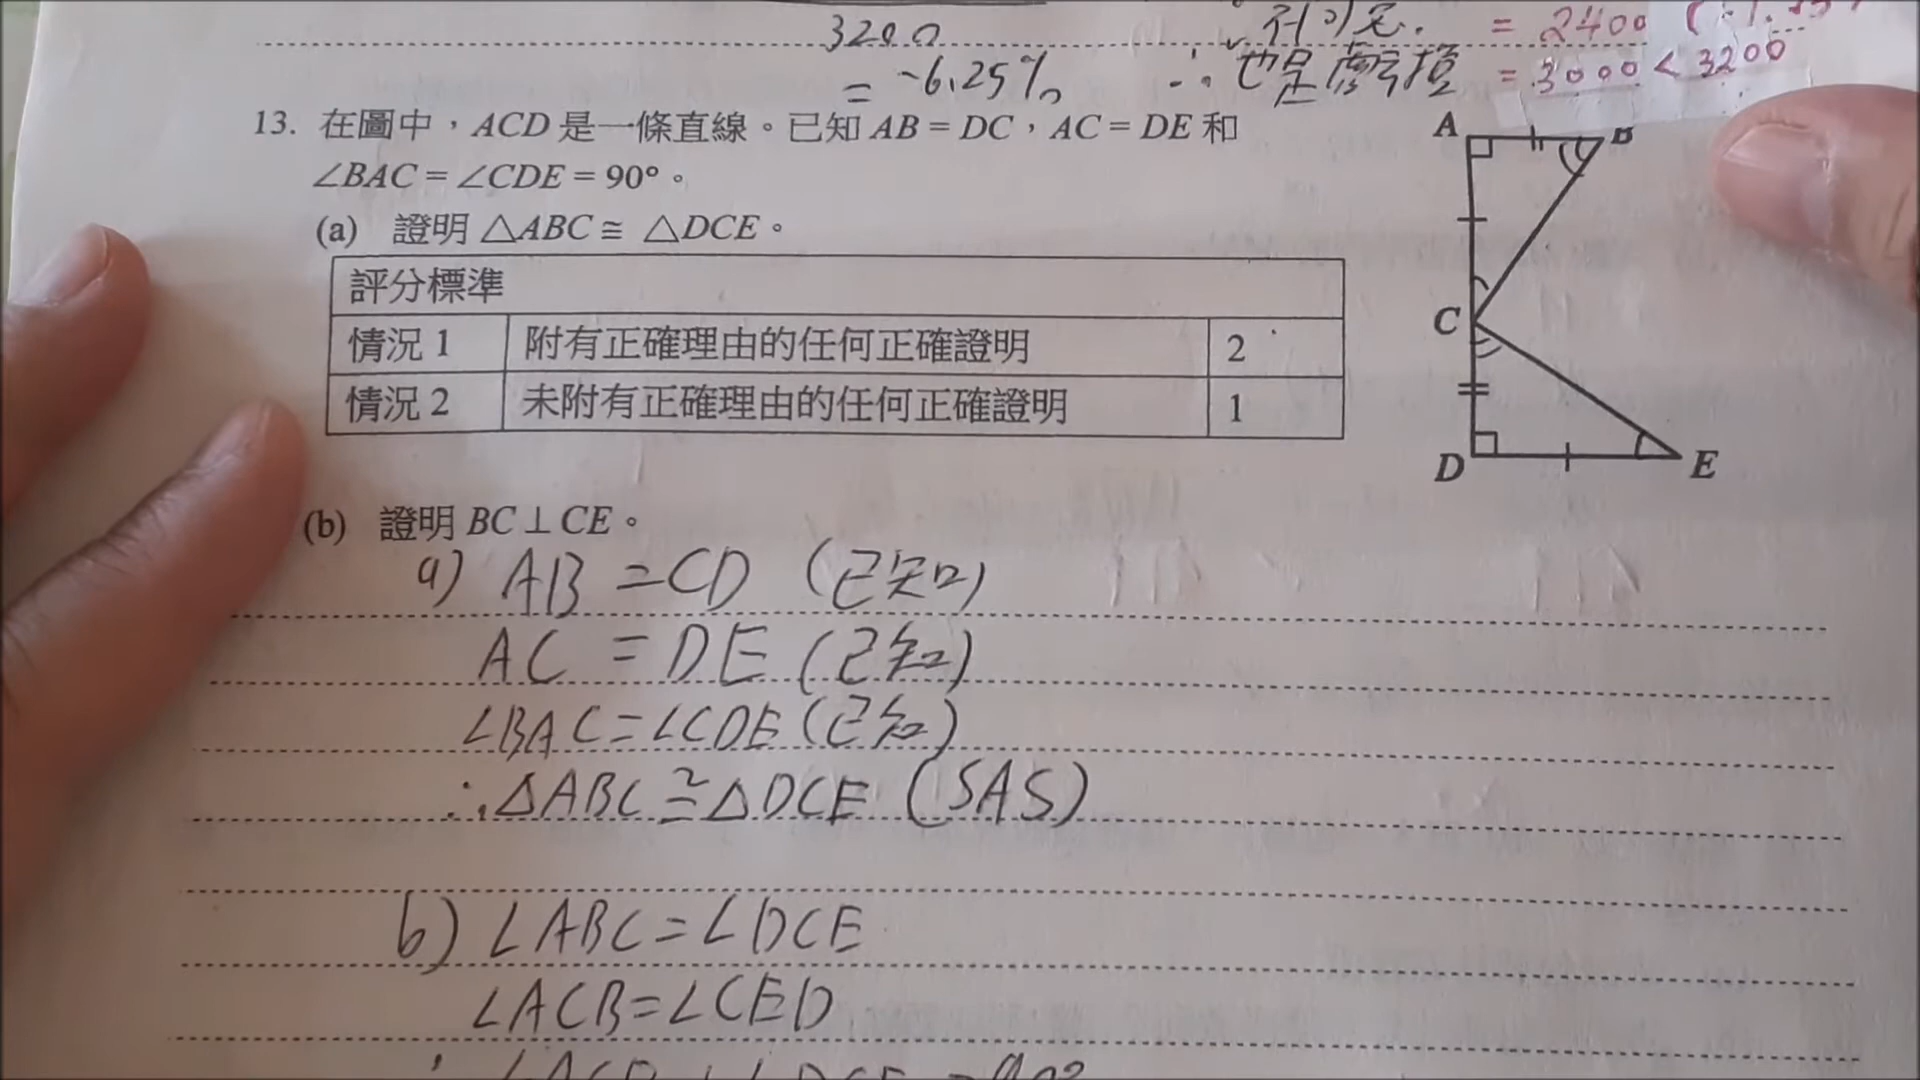 3200
= -6.25%
∴ 也是虧損
= 2400
= 3000 < 3200
13. 在圖中，ACD 是一條直線。已知 AB = DC，AC = DE 和
∠BAC = ∠CDE = 90°。
(a) 證明 △ABC ≅ △DCE。
評分標準
情況 1 附有正確理由的任何正確證明 2
情況 2 未附有正確理由的任何正確證明 1
A B
C
D E
(b) 證明 BC ⊥ CE。
a) AB = CD (已知)
AC = DE (已知)
∠BAC = ∠CDE (已知)
∴ △ABC ≅ △DCE (SAS)
b) ∠ABC = ∠DCE
∠ACB = ∠CED